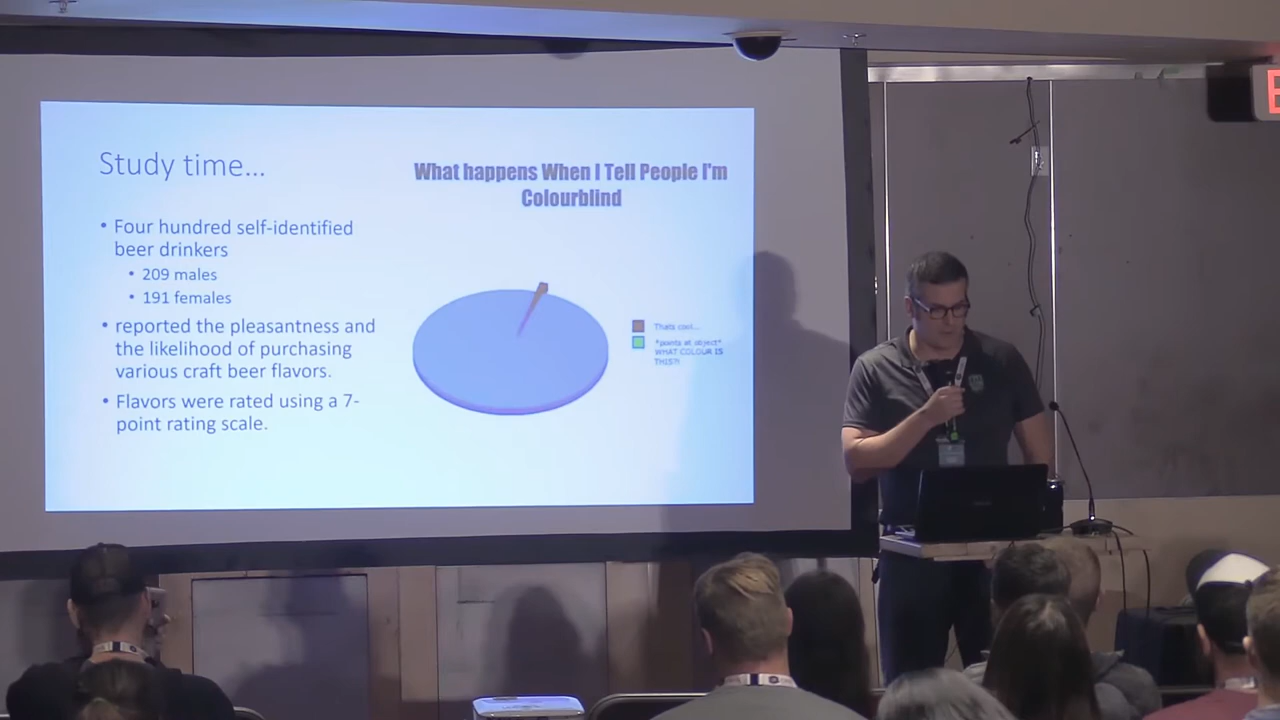 Study time...
• Four hundred self-identified
beer drinkers
• 209 males
• 191 females
• reported the pleasantness and
the likelihood of purchasing
various craft beer flavors.
• Flavors were rated using a 7-
point rating scale.
What happens When I Tell People I'm
Colourblind
Thats cool...
*points at object*
WHAT COLOUR IS
THIS?!
E